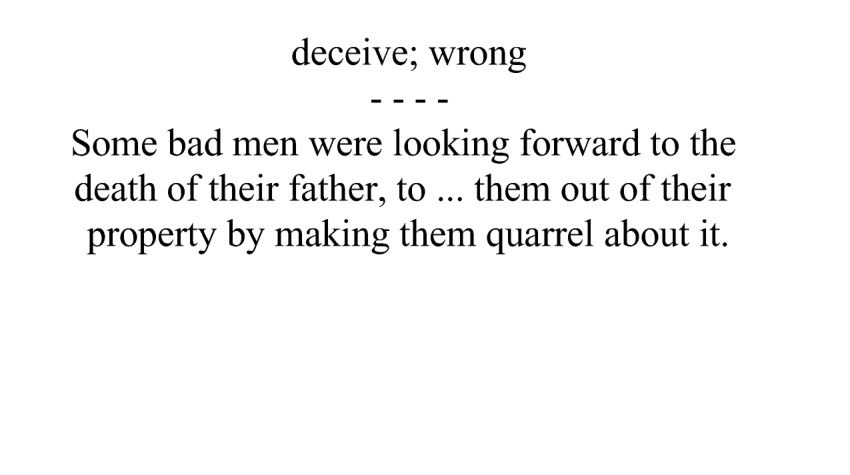 deceive; wrong
- - - -
Some bad men were looking forward to the
death of their father, to ... them out of their
property by making them quarrel about it.